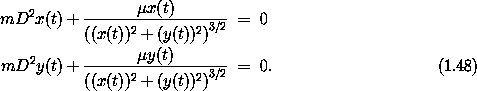 mD²x(t) + μx(t) / ((x(t))² + (y(t))²)^{3/2} = 0
mD²y(t) + μy(t) / ((x(t))² + (y(t))²)^{3/2} = 0. (1.48)